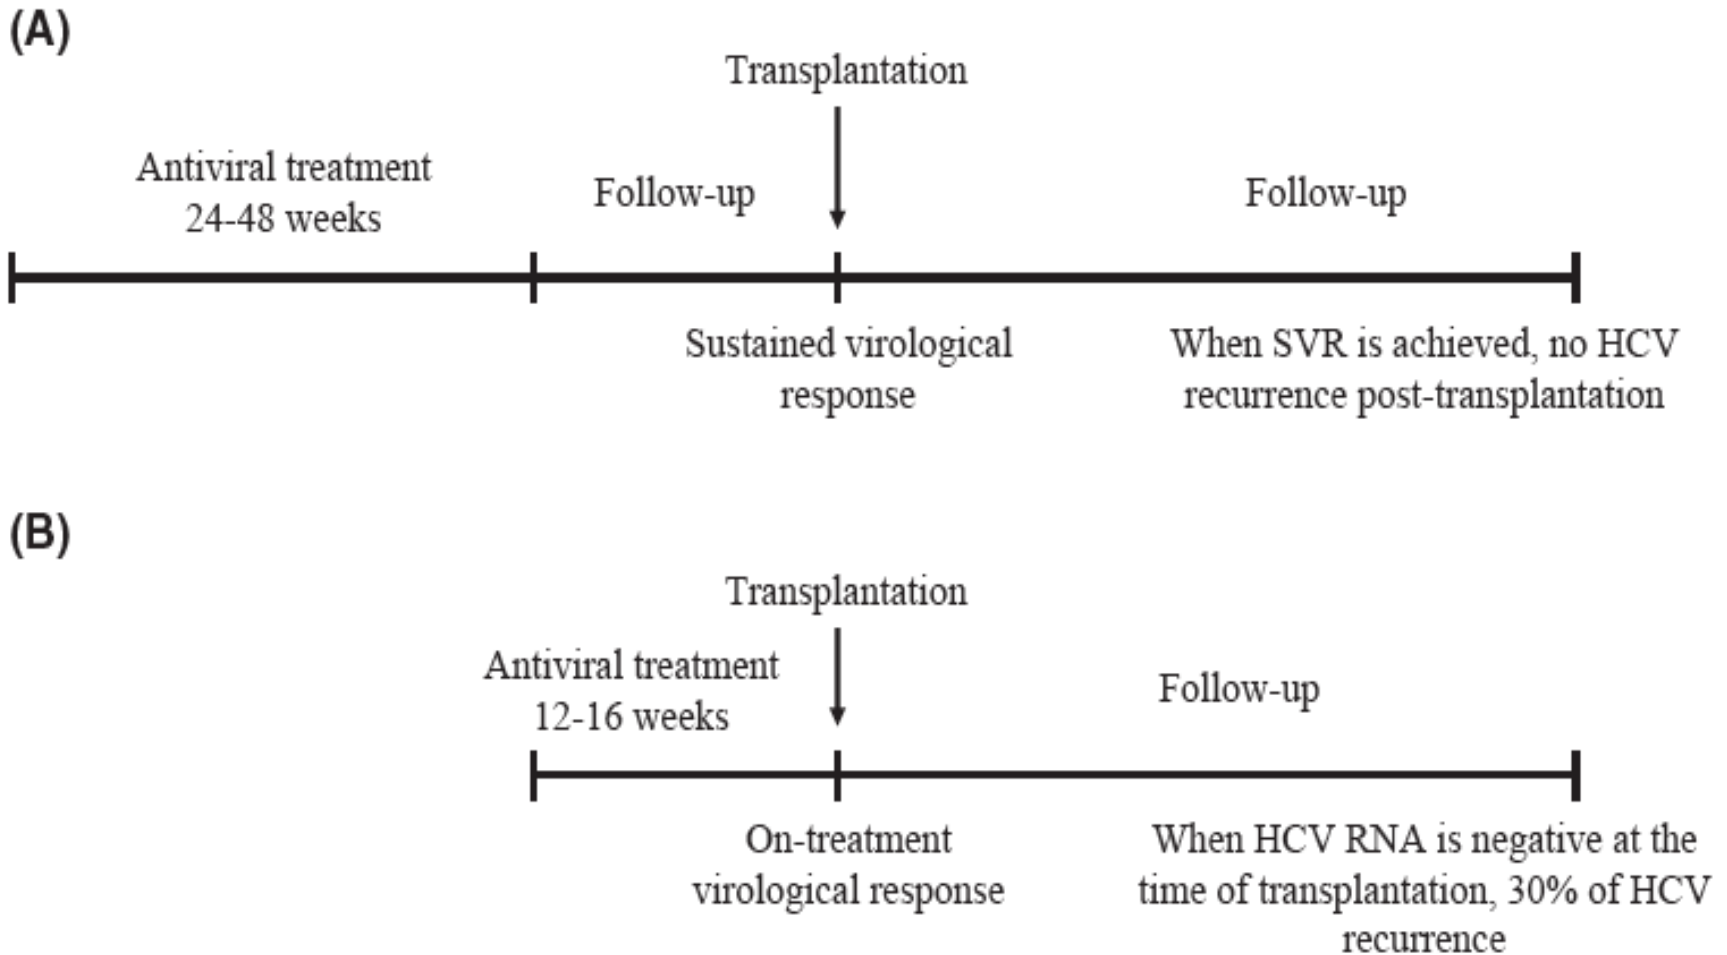 (A)
Transplantation
Antiviral treatment
24-48 weeks
Follow-up
Follow-up
Sustained virological
response
When SVR is achieved, no HCV
recurrence post-transplantation
(B)
Transplantation
Antiviral treatment
12-16 weeks
Follow-up
On-treatment
virological response
When HCV RNA is negative at the
time of transplantation, 30% of HCV
recurrence